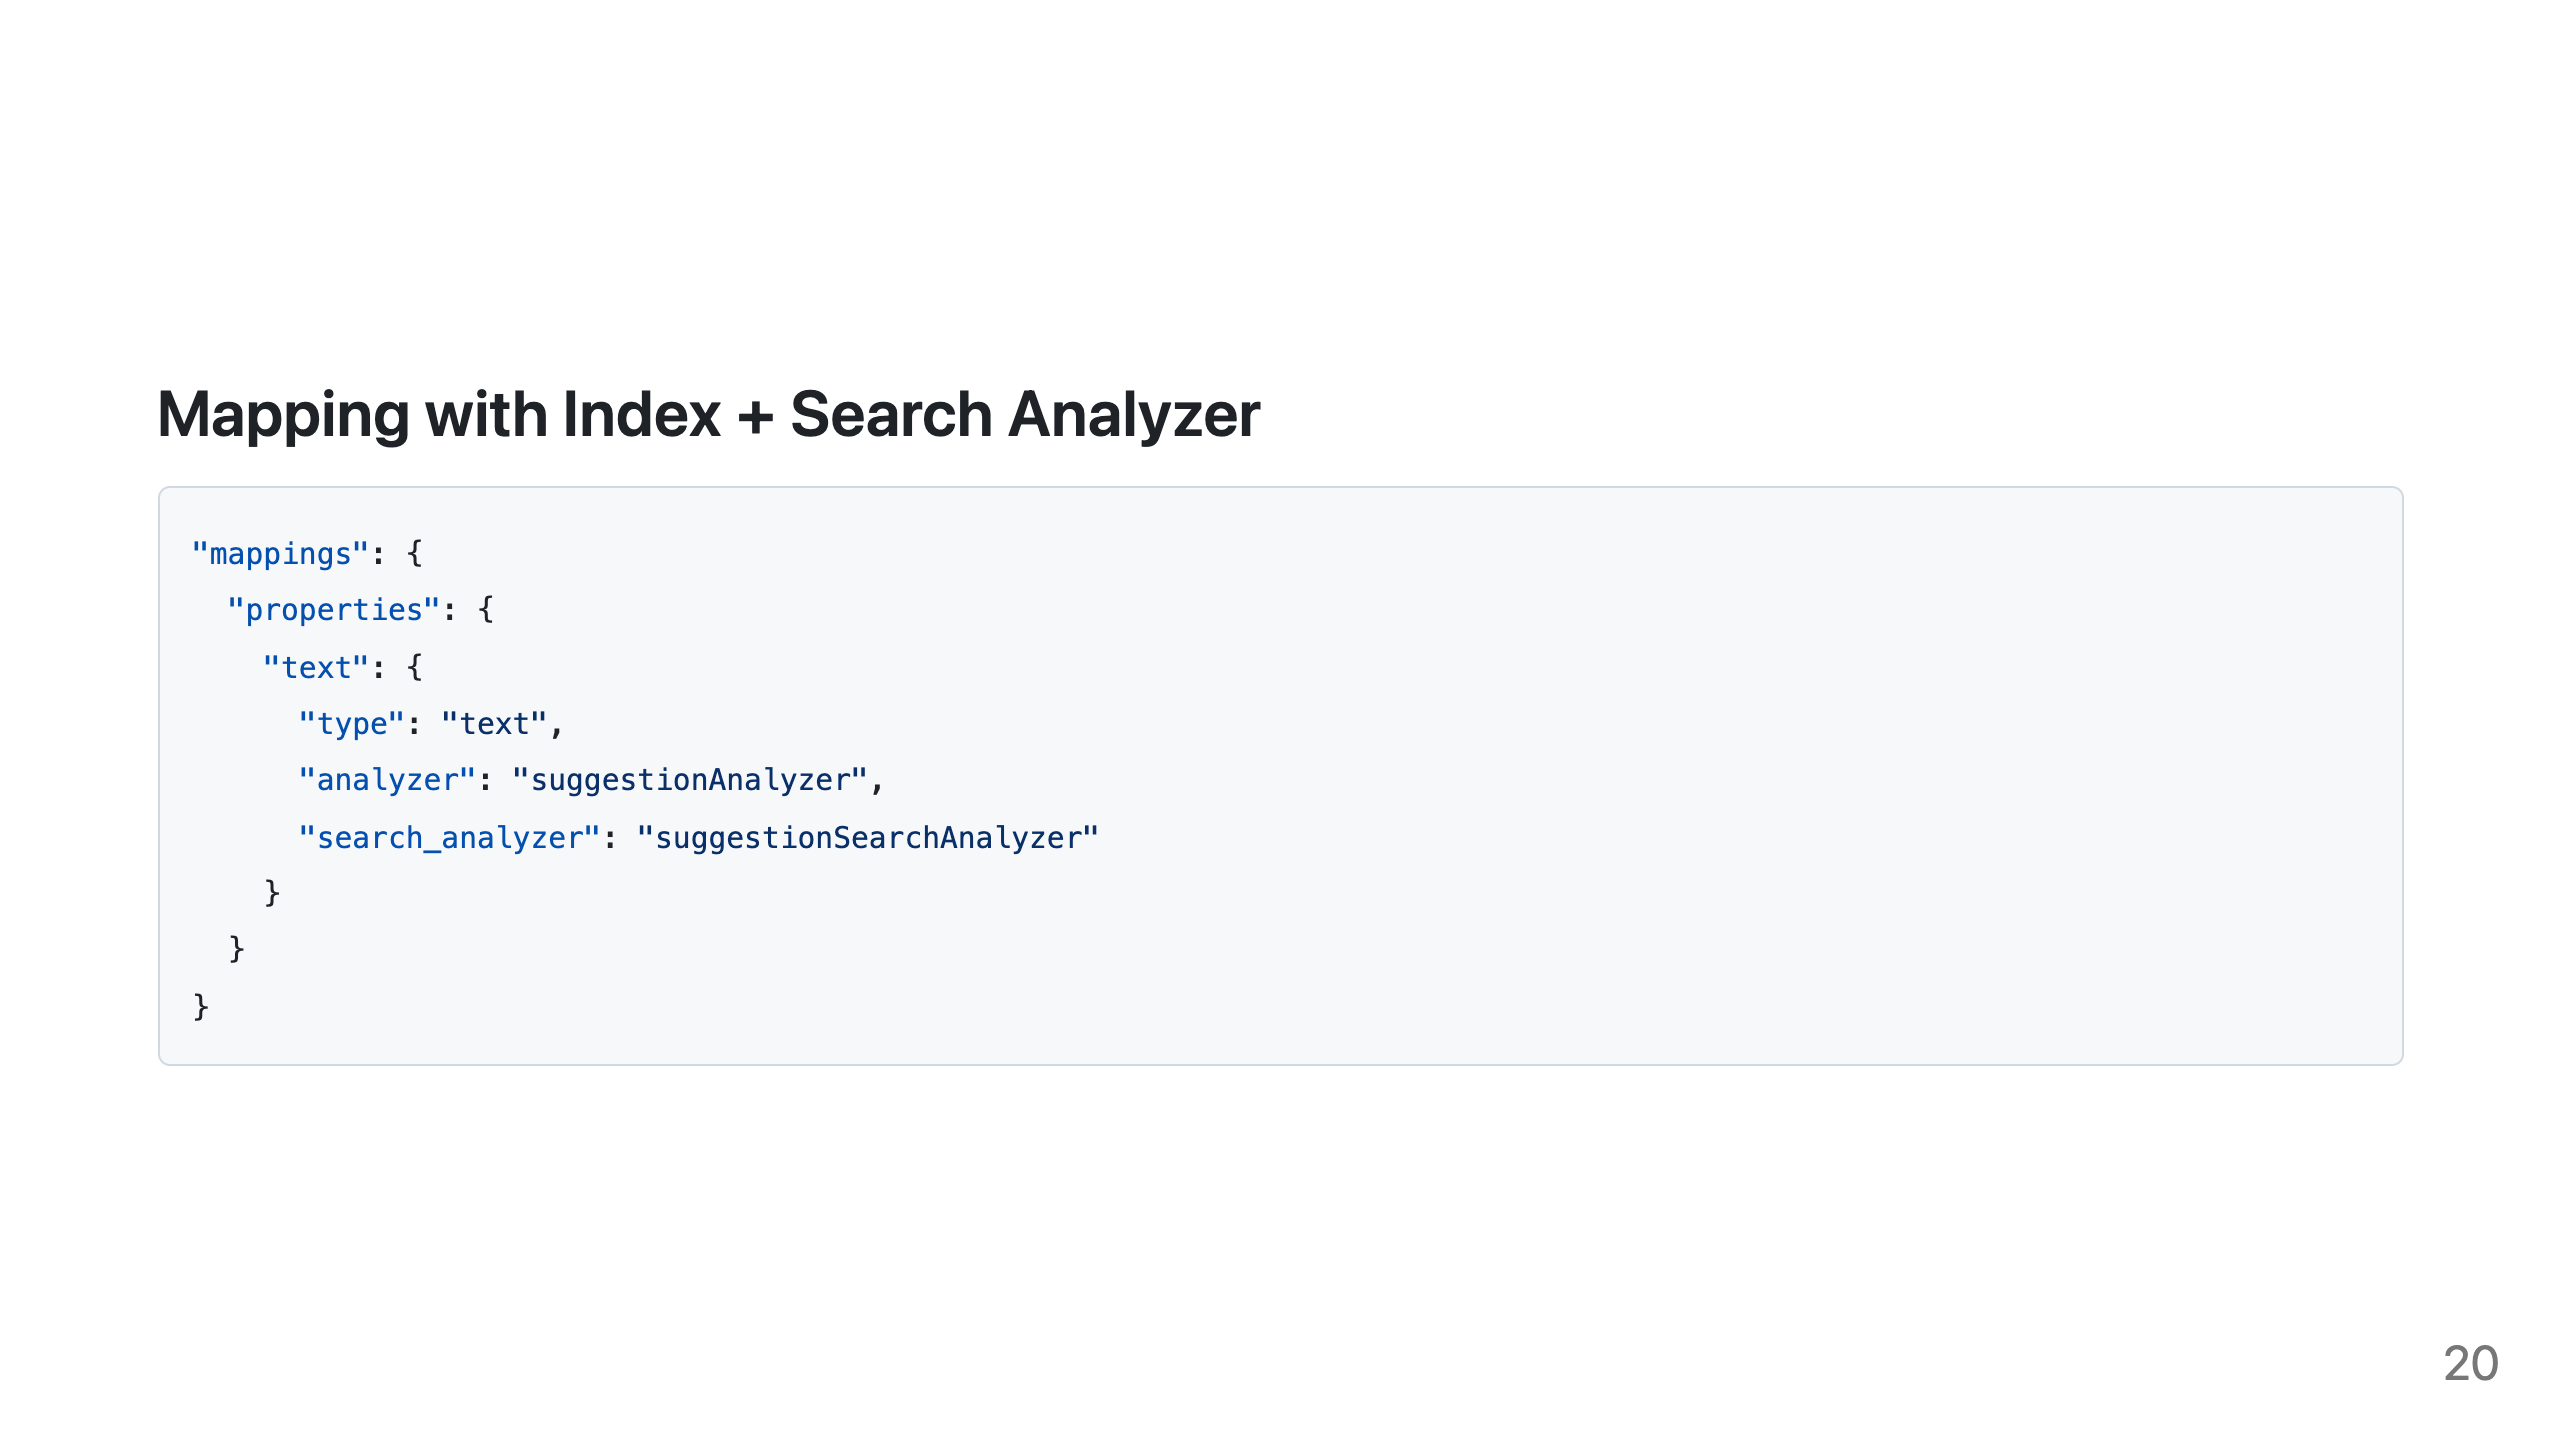 Mapping with Index + Search Analyzer
"mappings": {
  "properties": {
    "text": {
      "type": "text",
      "analyzer": "suggestionAnalyzer",
      "search_analyzer": "suggestionSearchAnalyzer"
    }
  }
}
20